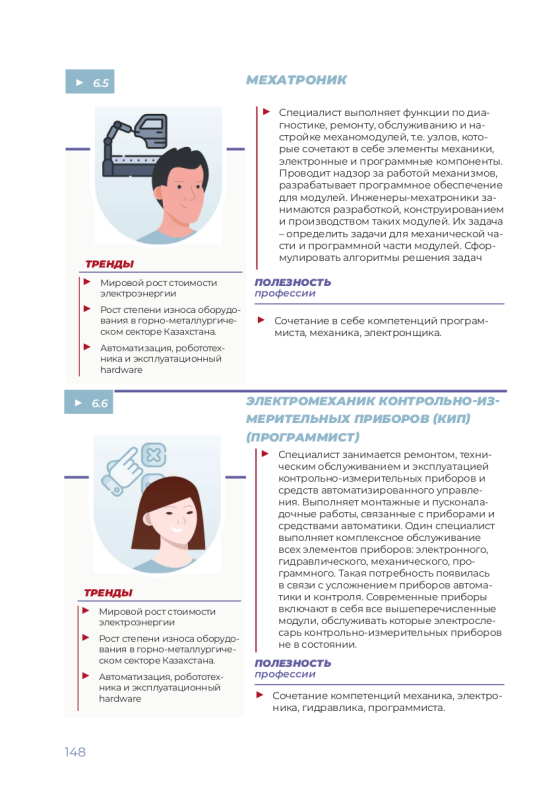 ► 6.5
МЕХАТРОНИК
► Специалист выполняет функции по диа-
гностике, ремонту, обслуживанию и на-
стройке механомодулей, т.е. узлов, кото-
рые сочетают в себе элементы механики,
электронные и программные компоненты.
Проводит надзор за работой механизмов,
разрабатывает программное обеспечение
для модулей. Инженеры-мехатроники за-
нимаются разработкой, конструированием
и производством таких модулей. Их задача
– определить задачи для механической ча-
сти и программной части модулей. Сфор-
мулировать алгоритмы решения задач
ТРЕНДЫ
► Мировой рост стоимости
электроэнергии
► Рост степени износа оборудо-
вания в горно-металлургиче-
ском секторе Казахстана.
► Автоматизация, робототех-
ника и эксплуатационный
hardware
ПОЛЕЗНОСТЬ
профессии
► Сочетание в себе компетенций програм-
миста, механика, электронщика.
► 6.6
ЭЛЕКТРОМЕХАНИК КОНТРОЛЬНО-ИЗ-
МЕРИТЕЛЬНЫХ ПРИБОРОВ (КИП)
(ПРОГРАММИСТ)
► Специалист занимается ремонтом, техни-
ческим обслуживанием и эксплуатацией
контрольно-измерительных приборов и
средств автоматизированного управле-
ния. Выполняет монтажные и пусконала-
дочные работы, связанные с приборами и
средствами автоматики. Один специалист
выполняет комплексное обслуживание
всех элементов приборов: электронного,
гидравлического, механического, про-
граммного. Такая потребность появилась
в связи с усложнением приборов автома-
тики и контроля. Современные приборы
включают в себя все вышеперечисленные
модули, обслуживать которые электросле-
сарь контрольно-измерительных приборов
не в состоянии.
ТРЕНДЫ
► Мировой рост стоимости
электроэнергии
► Рост степени износа оборудо-
вания в горно-металлургиче-
ском секторе Казахстана.
► Автоматизация, робототех-
ника и эксплуатационный
hardware
ПОЛЕЗНОСТЬ
профессии
► Сочетание компетенций механика, электро-
ника, гидравлика, программиста.
148